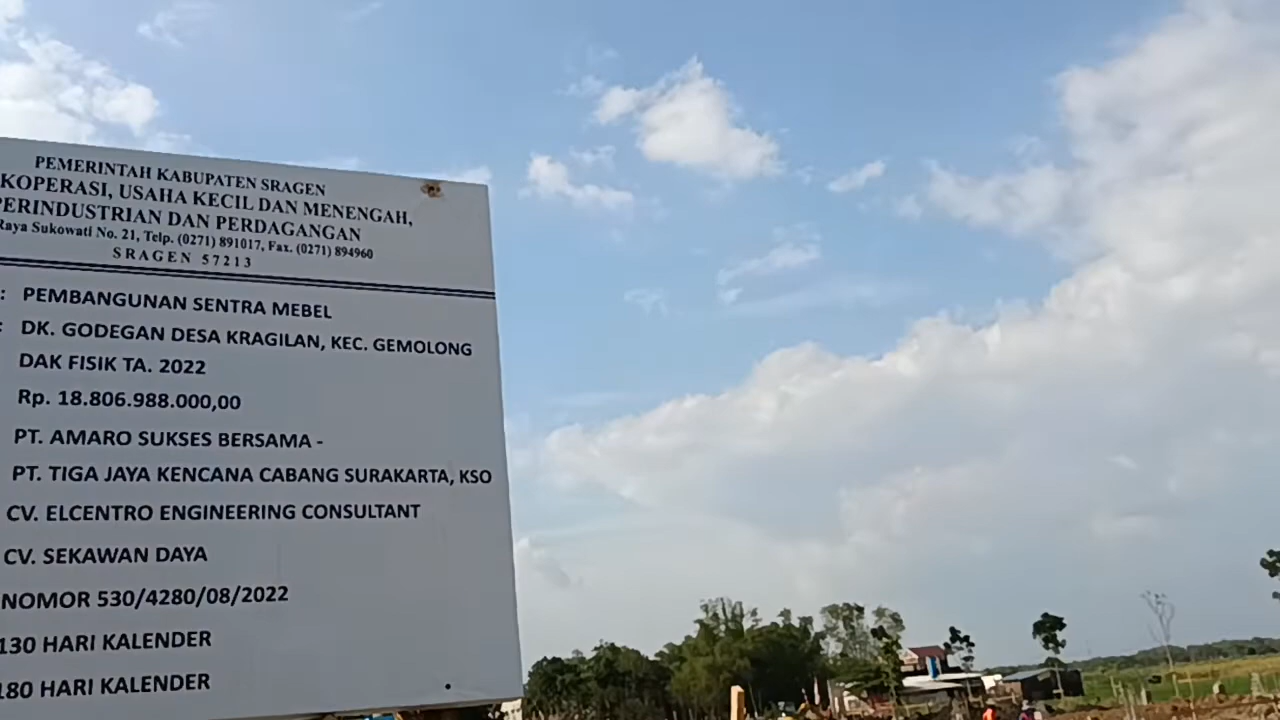 PEMERINTAH KABUPATEN SRAGEN
KOPERASI, USAHA KECIL DAN MENENGAH,
PERINDUSTRIAN DAN PERDAGANGAN
Raya Sukowati No. 21, Telp. (0271) 891017, Fax. (0271) 894960
SRAGEN 57213
: PEMBANGUNAN SENTRA MEBEL
: DK. GODEGAN DESA KRAGILAN, KEC. GEMOLONG
DAK FISIK TA. 2022
Rp. 18.806.988.000,00
PT. AMARO SUKSES BERSAMA -
PT. TIGA JAYA KENCANA CABANG SURAKARTA, KSO
CV. ELCENTRO ENGINEERING CONSULTANT
CV. SEKAWAN DAYA
NOMOR 530/4280/08/2022
130 HARI KALENDER
180 HARI KALENDER